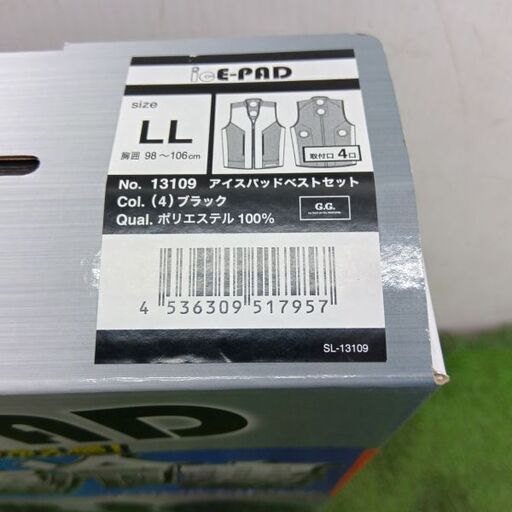 icE-PAD
size
LL
胸囲 98～106cm
取付口 4口
No. 13109 アイスパッドベストセット
Col. (4) ブラック
Qual. ポリエステル 100%
G.G.
4 536309 517957
SL-13109
-PAD